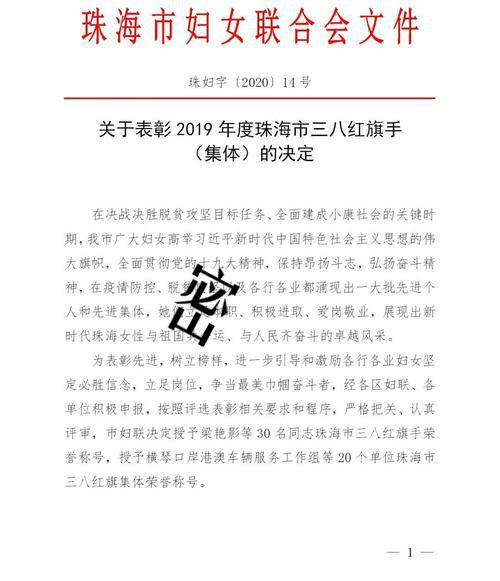 珠海市妇女联合会文件
珠妇字〔2020〕14号
关于表彰 2019 年度珠海市三八红旗手
（集体）的决定
在决战决胜脱贫攻坚目标任务、全面建成小康社会的关键时
期，我市广大妇女高举习近平新时代中国特色社会主义思想的伟
大旗帜，全面贯彻党的十九大精神，保持昂扬斗志，弘扬奋斗精
神，在疫情防控、脱 及各行各业都涌现出一大批先进个
人和先进集体，她们 职、积极进取、爱岗敬业，展现出新
时代珠海女性与祖国 运、与人民齐奋斗的卓越风采。
密
为表彰先进，树立榜样，进一步引导和激励各行各业妇女坚
定必胜信念，立足岗位，争当最美巾帼奋斗者，经各区妇联、各
单位积极申报，按照评选表彰相关要求和程序，严格把关、认真
评审，市妇联决定授予梁艳影等 30 名同志珠海市三八红旗手荣
誉称号，授予横琴口岸港澳车辆服务工作组等 20 个单位珠海市
三八红旗集体荣誉称号。
— 1